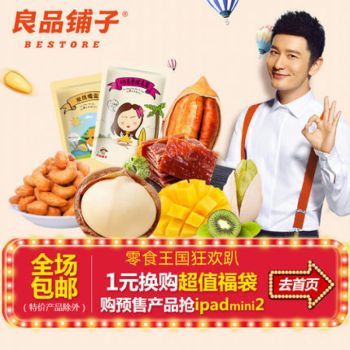 良品铺子®
BESTORE
全场
包邮
(特价产品除外)
零食王国狂欢趴
1元换购超值福袋
购预售产品抢ipadmini2
去首页